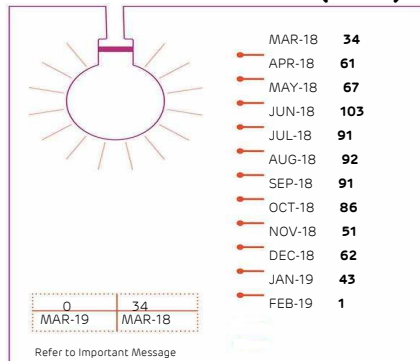 MAR-18 34
APR-18 61
MAY-18 67
JUN-18 103
JUL-18 91
AUG-18 92
SEP-18 91
OCT-18 86
NOV-18 51
DEC-18 62
JAN-19 43
FEB-19 1
0 34
MAR-19 MAR-18
Refer to Important Message